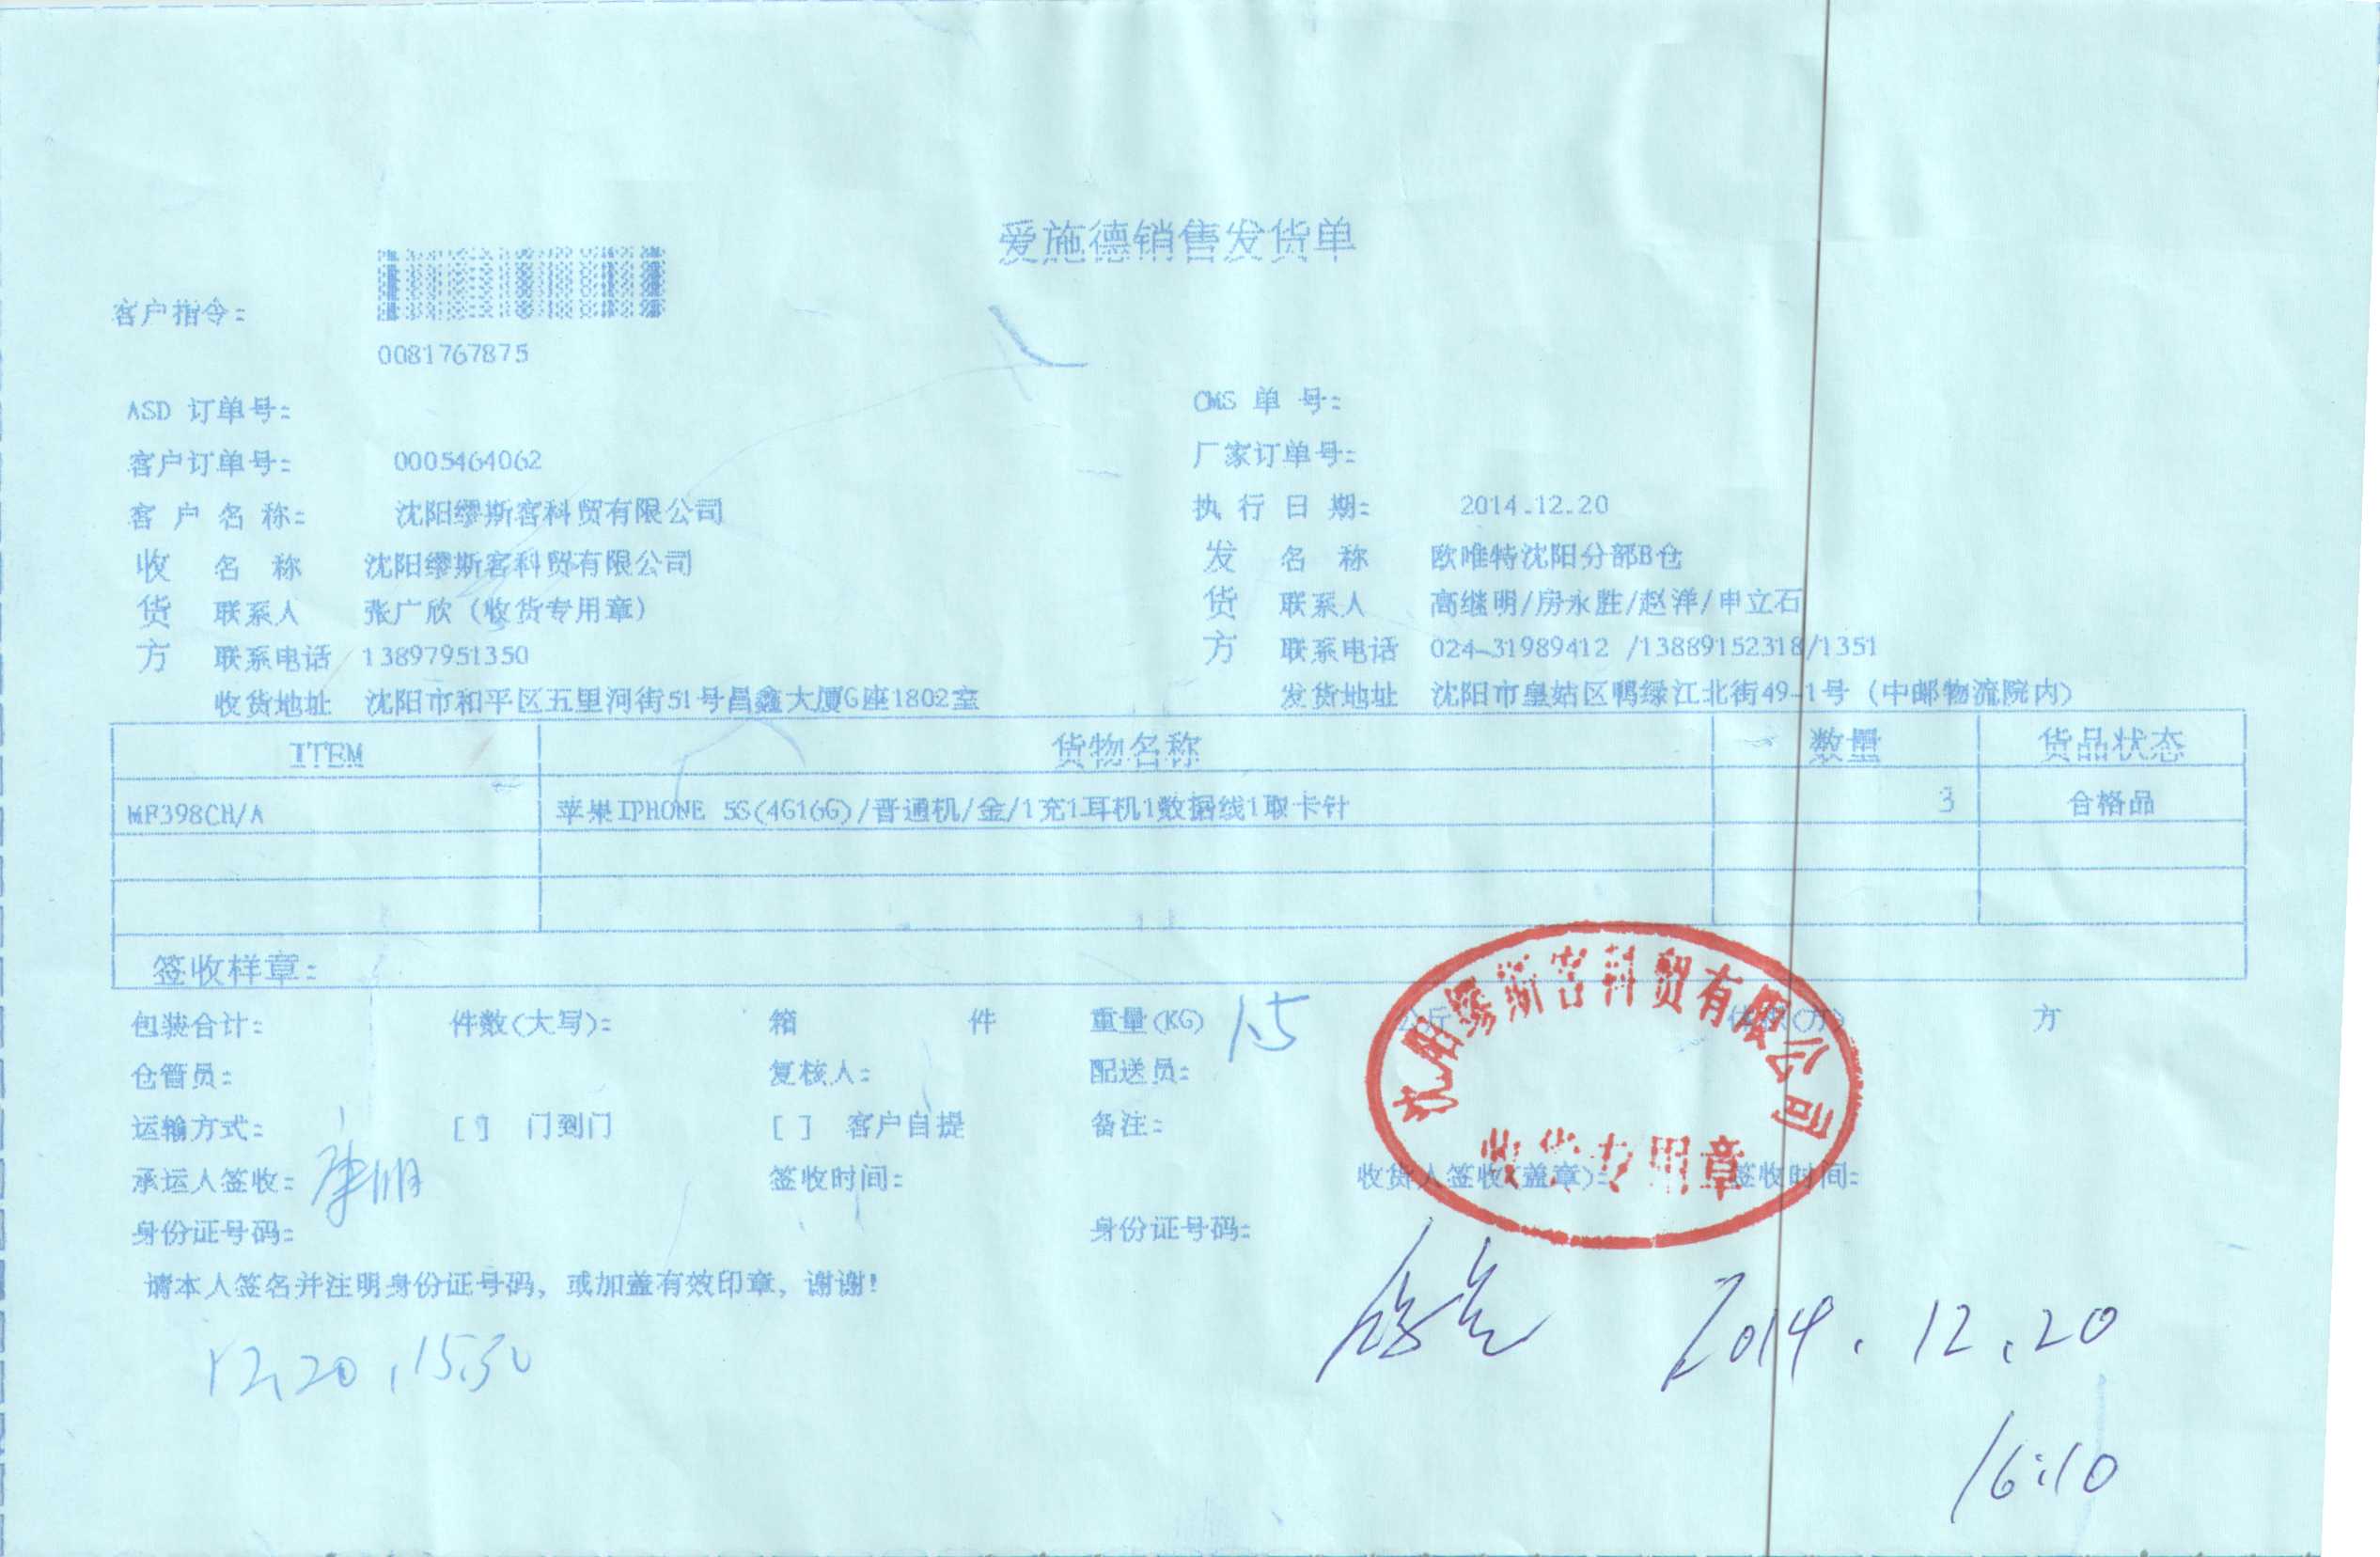 爱施德销售发货单
客户指令:
0081767875
ASD 订单号: CMS 单 号:
客户订单号: 0005464062 厂家订单号:
客 户 名 称: 沈阳缪斯客科贸有限公司 执 行 日 期: 2014.12.20
收 名 称 沈阳缪斯客科贸有限公司 发 名 称 欧唯特沈阳分部B仓
货 联系人 张广欣（收货专用章） 货 联系人 高继明/房永胜/赵洋/申立石
方 联系电话 13897951350 方 联系电话 024-31989412 /13889152318/1351
收货地址 沈阳市和平区五里河街51号昌鑫大厦G座1802室 发货地址 沈阳市皇姑区鸭绿江北街49-1号（中邮物流院内）
ITEM 货物名称 数量 货品状态
MF398CH/A 苹果IPHONE 5S(4G16G)/普通机/金/1充1耳机1数据线1取卡针 3 合格品
签收样章:
沈阳缪斯客科贸有限公司
收货专用章
包装合计: 件数(大写): 箱 件 重量(KG) 1.5 公斤 体积(方) 方
仓管员: 复核人: 配送员:
运输方式: [ ] 门到门 [ ] 客户自提 备注:
承运人签收: 签收时间: 收货人签收(盖章): 签收时间:
身份证号码: 身份证号码:
请本人签名并注明身份证号码，或加盖有效印章，谢谢!
12.20,15:30
2014.12.20
16:10